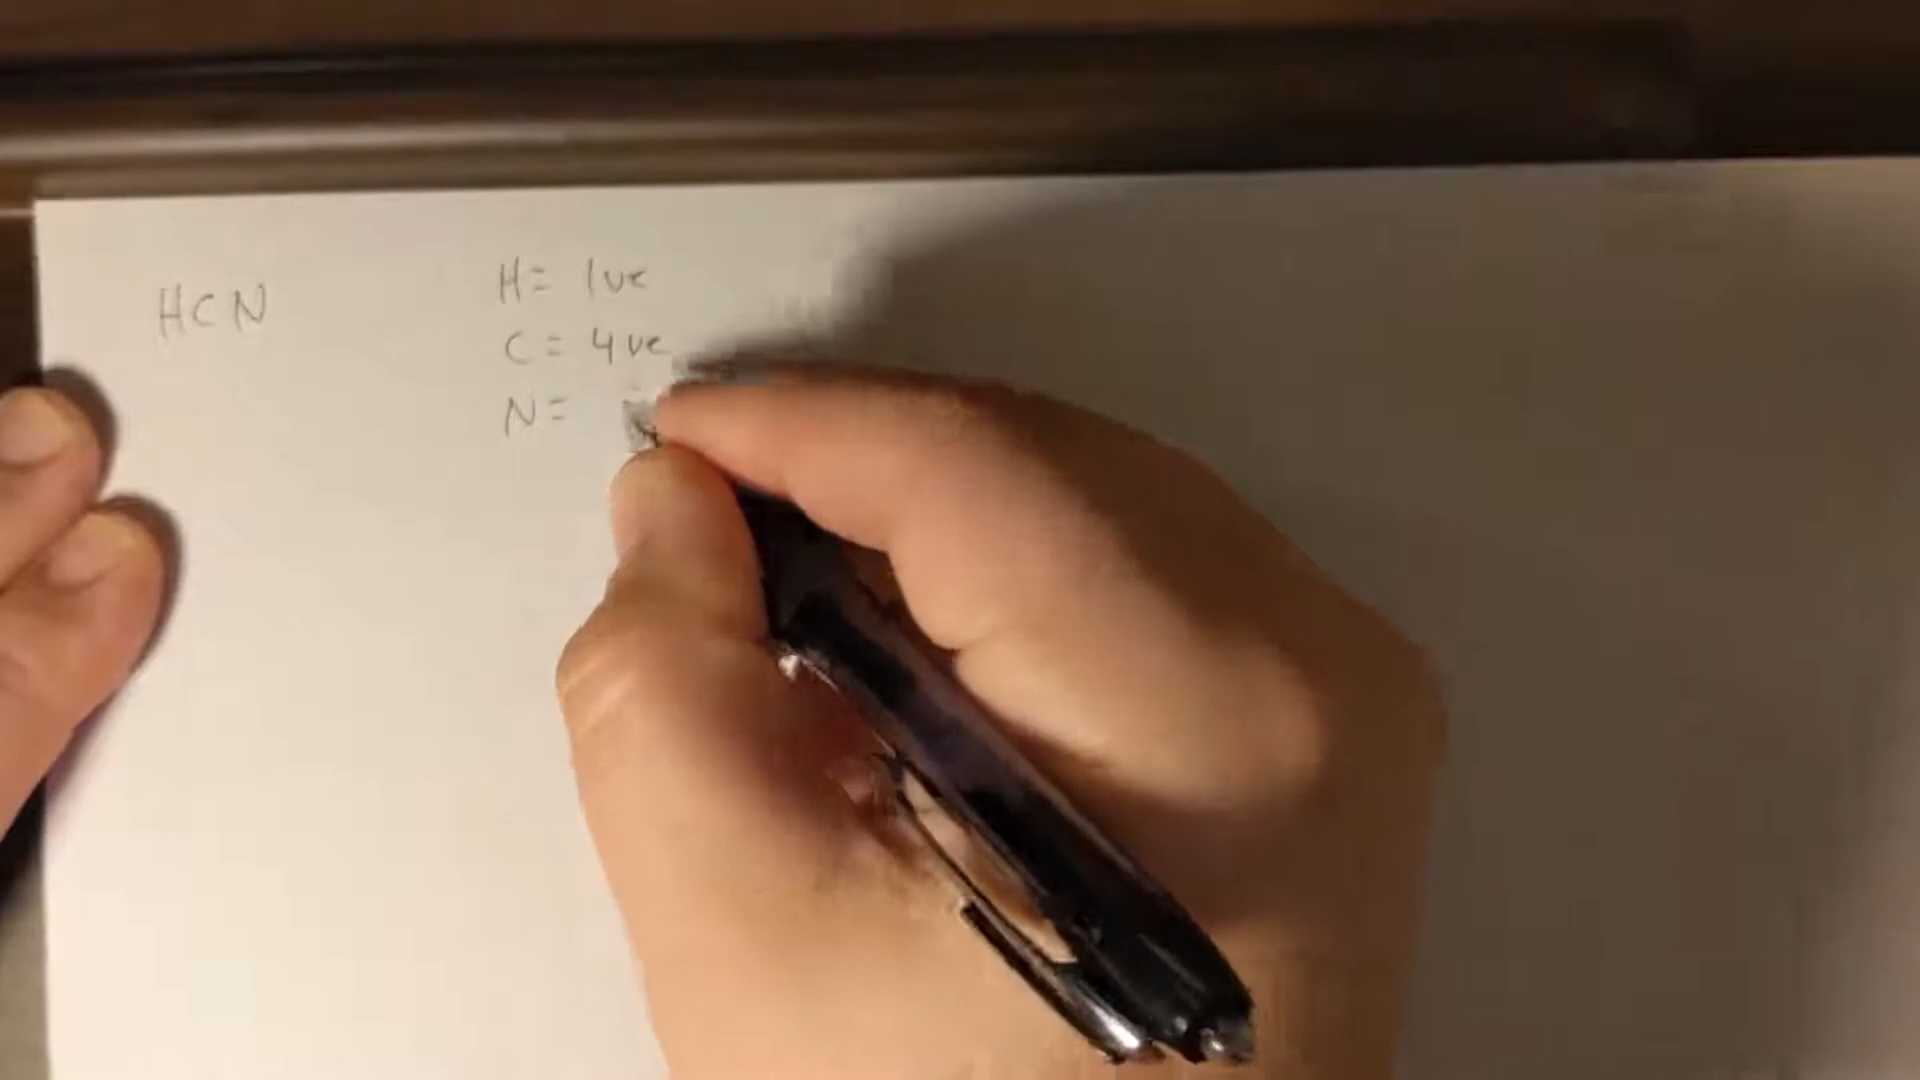 HCN
H= 1ve
C= 4ve
N=